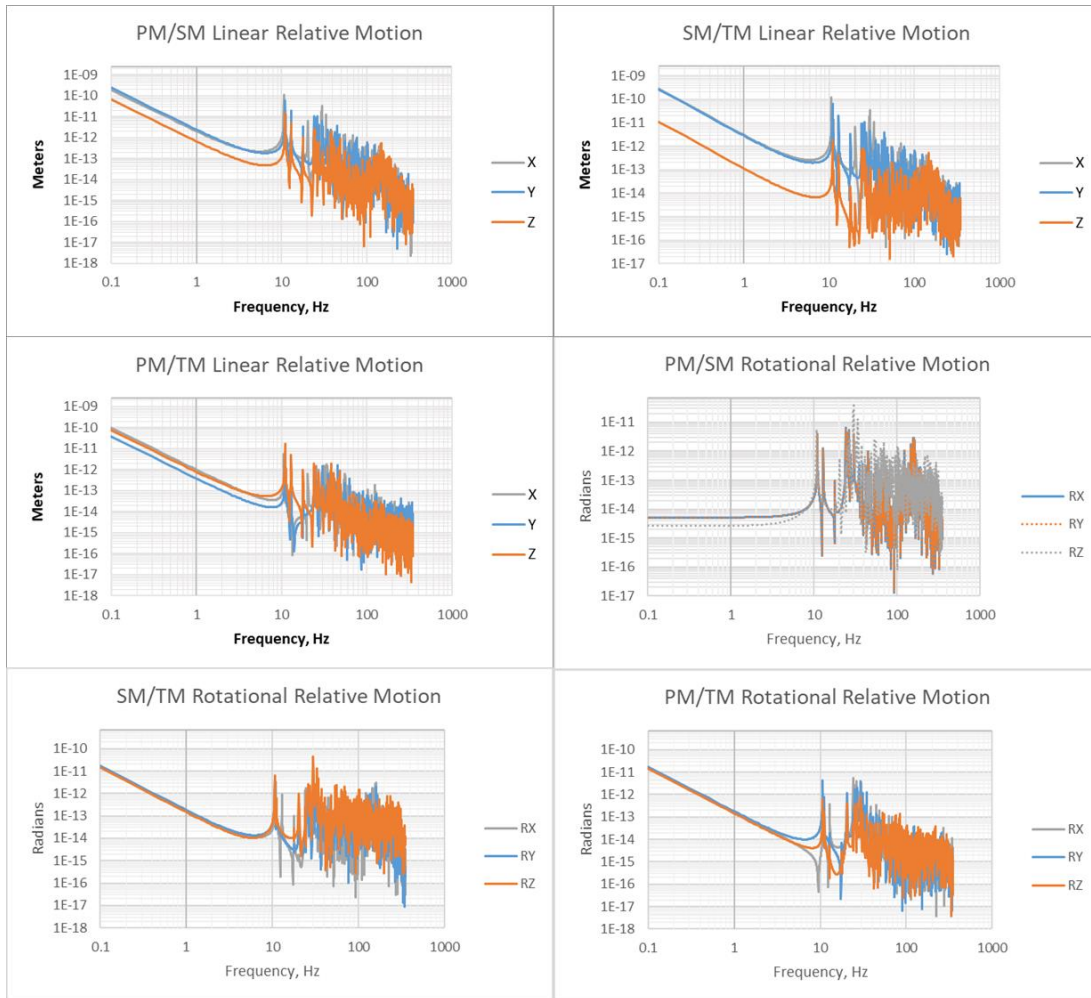 PM/SM Linear Relative Motion
1E-09
1E-10
1E-11
1E-12
1E-13
1E-14
1E-15
1E-16
1E-17
1E-18
Meters
0.1 1 10 100 1000
Frequency, Hz
X
Y
Z
SM/TM Linear Relative Motion
1E-09
1E-10
1E-11
1E-12
1E-13
1E-14
1E-15
1E-16
1E-17
Meters
0.1 1 10 100 1000
Frequency, Hz
X
Y
Z
PM/TM Linear Relative Motion
1E-09
1E-10
1E-11
1E-12
1E-13
1E-14
1E-15
1E-16
1E-17
1E-18
Meters
0.1 1 10 100 1000
Frequency, Hz
X
Y
Z
PM/SM Rotational Relative Motion
1E-11
1E-12
1E-13
1E-14
1E-15
1E-16
1E-17
Radians
0.1 1 10 100 1000
Frequency, Hz
RX
RY
RZ
SM/TM Rotational Relative Motion
1E-10
1E-11
1E-12
1E-13
1E-14
1E-15
1E-16
1E-17
1E-18
Radians
0.1 1 10 100 1000
Frequency, Hz
RX
RY
RZ
PM/TM Rotational Relative Motion
1E-10
1E-11
1E-12
1E-13
1E-14
1E-15
1E-16
1E-17
1E-18
Radians
0.1 1 10 100 1000
Frequency, Hz
RX
RY
RZ